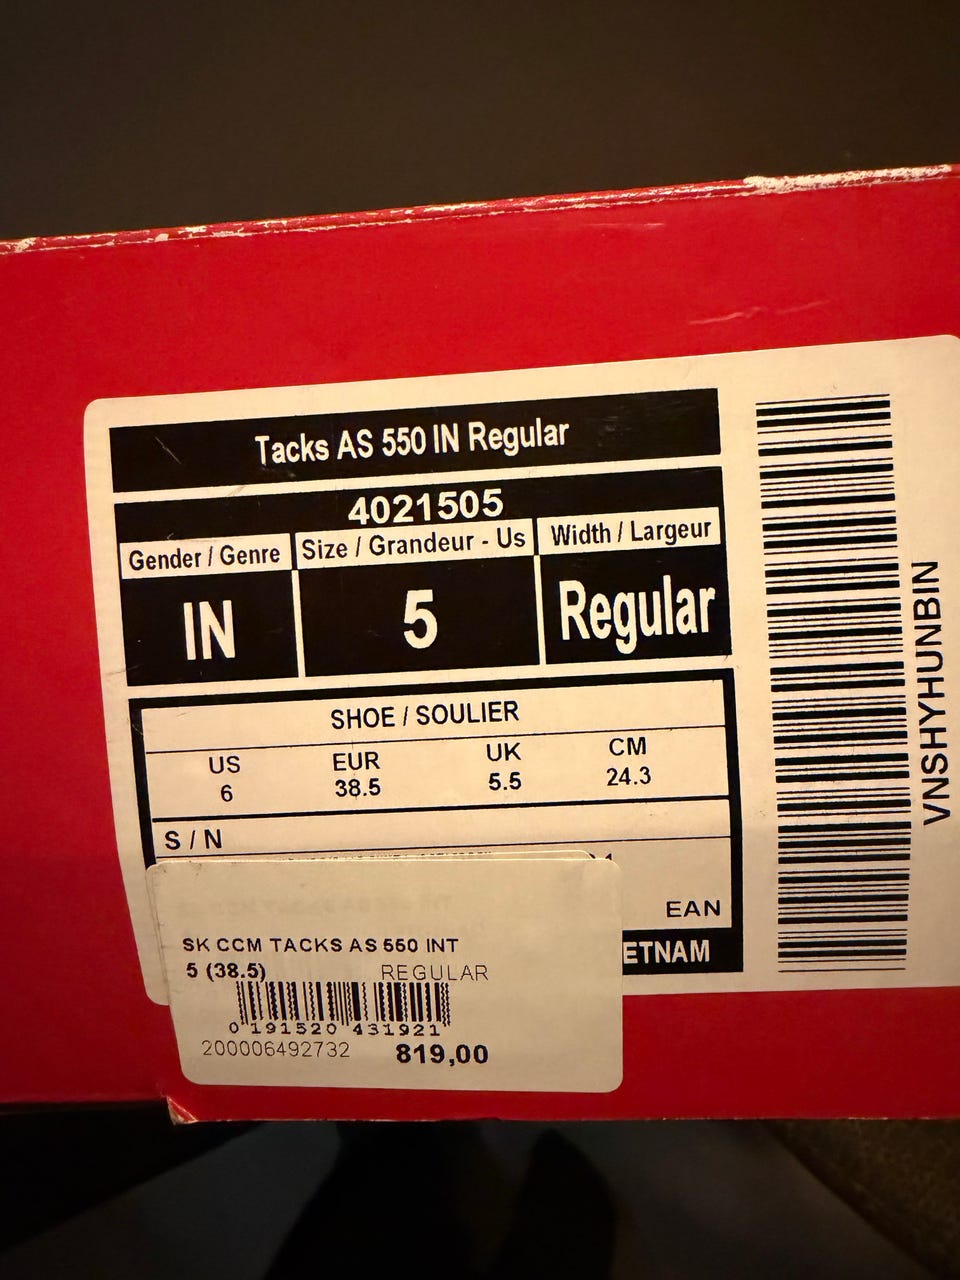 Tacks AS 550 IN Regular
4021505
Gender / Genre Size / Grandeur - Us Width / Largeur
IN 5 Regular
SHOE / SOULIER
US EUR UK CM
6 38.5 5.5 24.3
S / N
EAN
ETNAM
VNSHYHUNBIN
SK CCM TACKS AS 550 INT
5 (38.5) REGULAR
0 191520 431921
200006492732 819,00